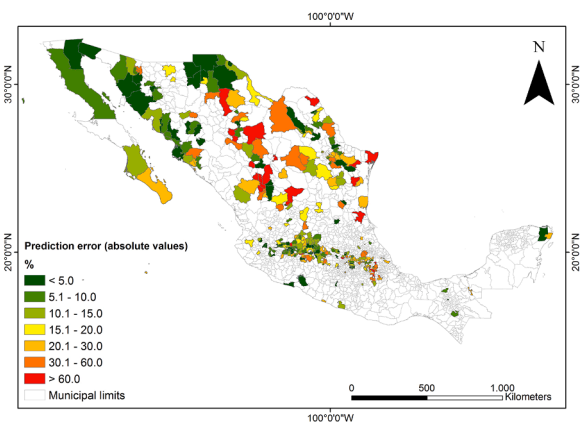 100°0'0"W
N
30°0'0"N
30°0'0"N
20°0'0"N
20°0'0"N
Prediction error (absolute values)
%
< 5.0
5.1 - 10.0
10.1 - 15.0
15.1 - 20.0
20.1 - 30.0
30.1 - 60.0
> 60.0
Municipal limits
0 500 1.000
Kilometers
100°0'0"W